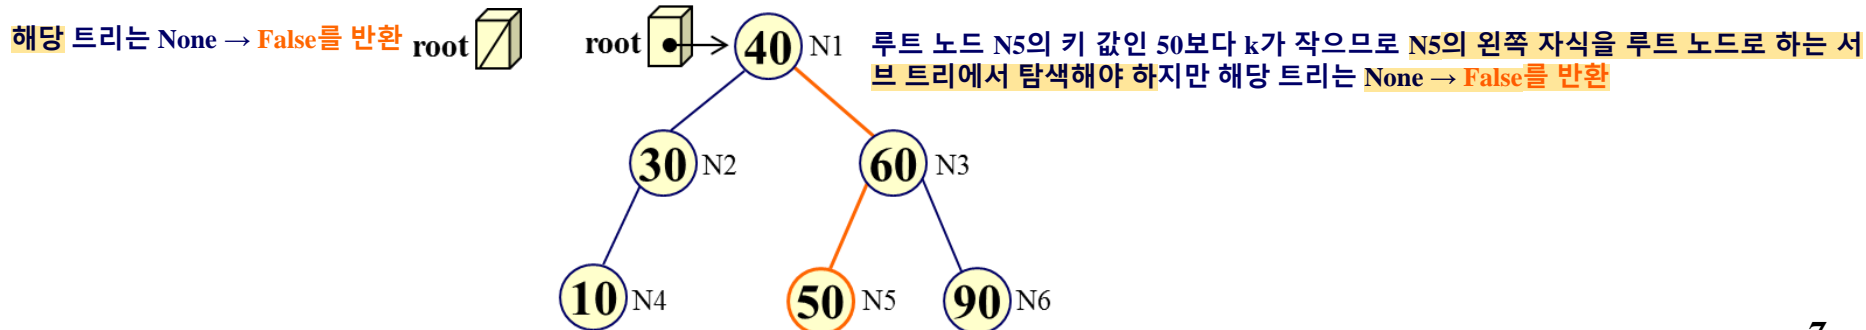 해당 트리는 None → False를 반환
root
root
40 N1
루트 노드 N5의 키 값인 50보다 k가 작으므로 N5의 왼쪽 자식을 루트 노드로 하는 서
브 트리에서 탐색해야 하지만 해당 트리는 None → False를 반환
30 N2
60 N3
10 N4
50 N5
90 N6